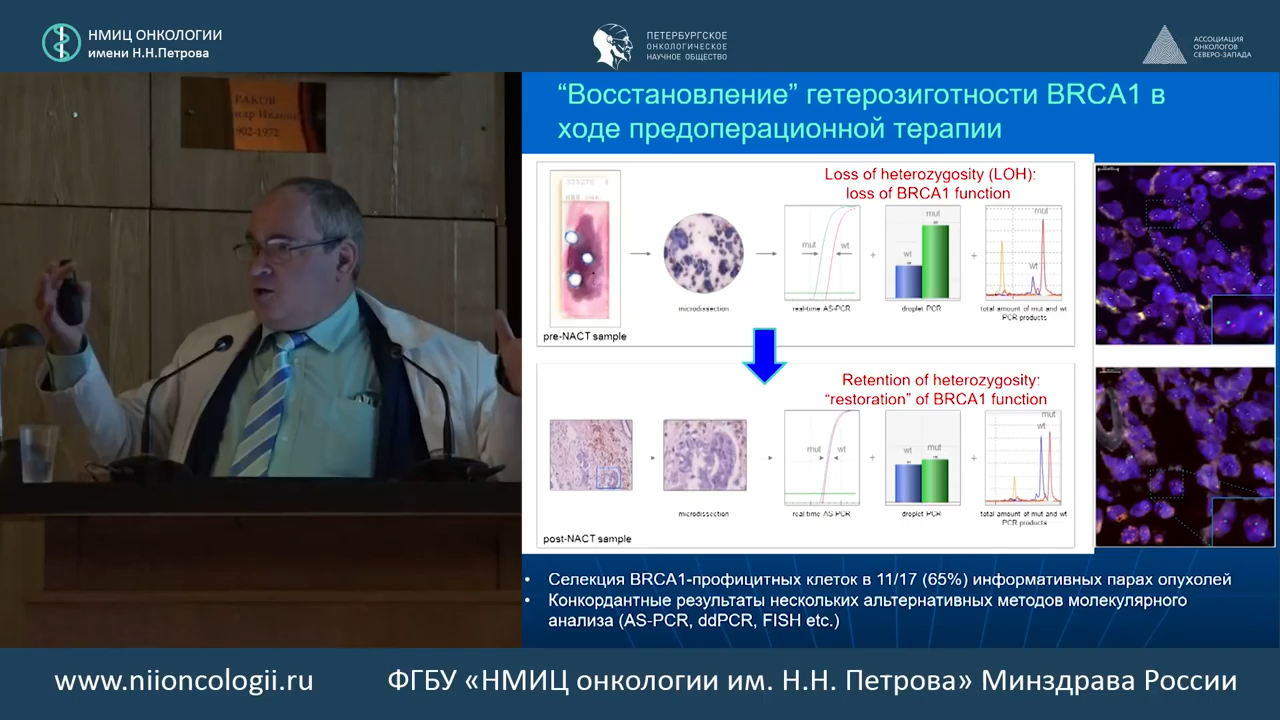 НМИЦ ОНКОЛОГИИ
имени Н.Н.Петрова
ПЕТЕРБУРГСКОЕ
ОНКОЛОГИЧЕСКОЕ
НАУЧНОЕ ОБЩЕСТВО
АССОЦИАЦИЯ
ОНКОЛОГОВ
СЕВЕРО-ЗАПАДА
РАКОВ
1902-1972
“Восстановление” гетерозиготности BRCA1 в
ходе предоперационной терапии
Loss of heterozygosity (LOH):
loss of BRCA1 function
mut
wt
wt
mut
mut
wt
microdissection
real-time AS-PCR
droplet PCR
total amount of mut and wt
PCR products
pre-NACT sample
Retention of heterozygosity:
“restoration” of BRCA1 function
mut
wt
wt
mut
mut
wt
microdissection
real time AS-PCR
droplet PCR
total amount of mut and wt
PCR products
post-NACT sample
• Селекция BRCA1-профицитных клеток в 11/17 (65%) информативных парах опухолей
• Конкордантные результаты нескольких альтернативных методов молекулярного
анализа (AS-PCR, ddPCR, FISH etc.)
www.niioncologii.ru
ФГБУ «НМИЦ онкологии им. Н.Н. Петрова» Минздрава России